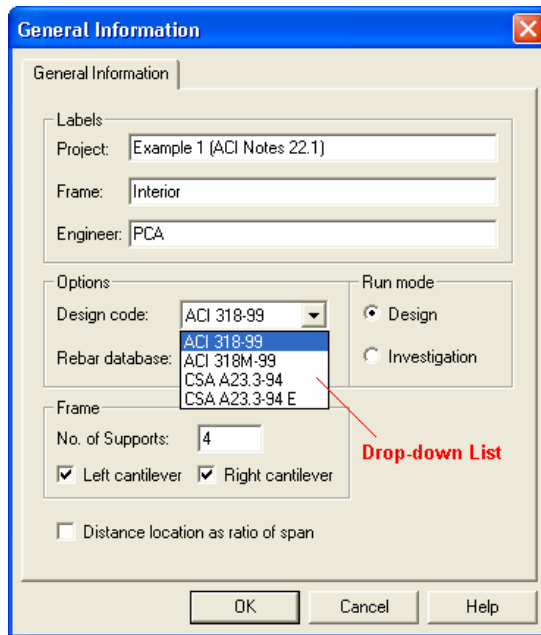 General Information
General Information
Labels
Project: Example 1 (ACI Notes 22.1)
Frame: Interior
Engineer: PCA
Options
Run mode
Design code: ACI 318-99
Design
ACI 318-99
Rebar database: ACI 318M-99
Investigation
CSA A23.3-94
CSA A23.3-94 E
Frame
No. of Supports: 4
Drop-down List
Left cantilever Right cantilever
Distance location as ratio of span
OK Cancel Help